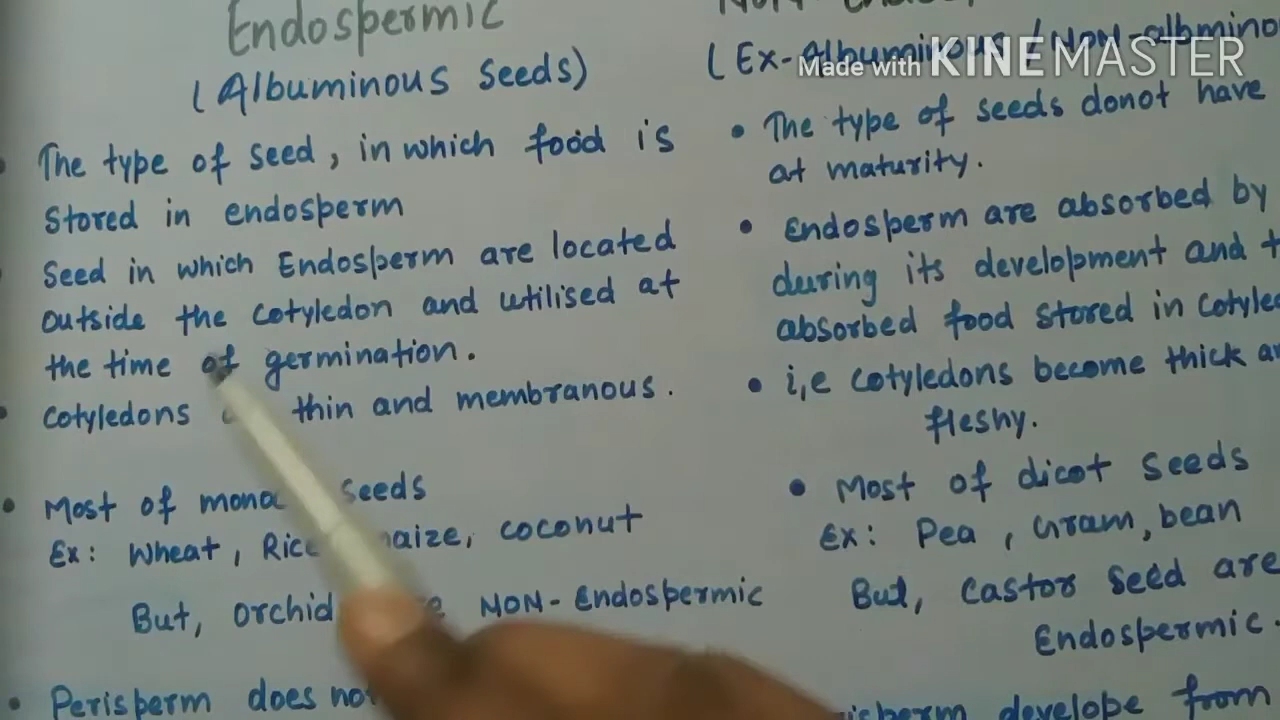 Endospermic
(Albuminous seeds)
The type of seed, in which food is
stored in endosperm
Seed in which Endosperm are located
outside the cotyledon and utilised at
the time of germination.
Cotyledons thin and membranous.
Most of seeds
Ex: Wheat, Rice maize, coconut
But, orchid NON-Endospermic
Perisperm does
(Ex-Albuminous /Non-
Made with KINEMASTER
The type of seeds donot have
at maturity.
Endosperm are absorbed by
during its development and
absorbed food stored in
i,e cotyledons become thick
fleshy.
Most of dicot seeds
Ex: Pea, Gram, bean
But, castor seed are
Endospermic.
develope from